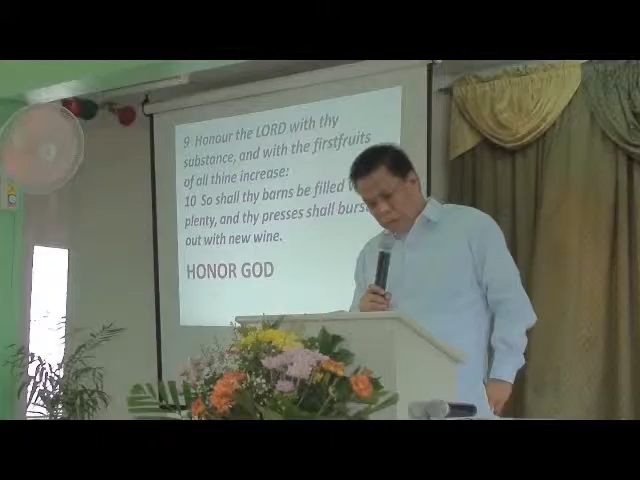 9 Honour the LORD with thy
substance, and with the firstfruits
of all thine increase:
10 So shall thy barns be filled
plenty, and thy presses shall burs
out with new wine.
HONOR GOD